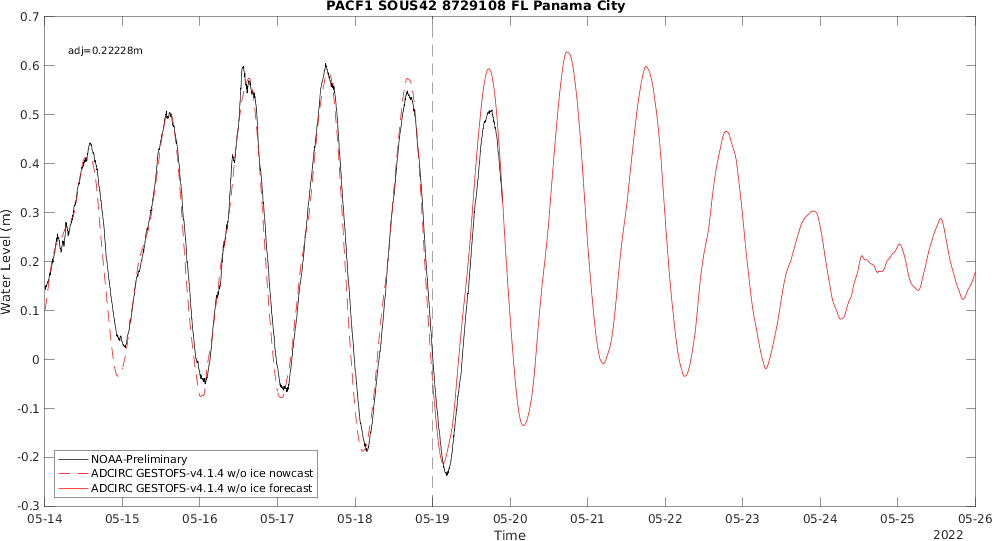 PACF1 SOUS42 8729108 FL Panama City
adj=0.22228m
0.7
0.6
0.5
0.4
0.3
0.2
0.1
0
-0.1
-0.2
-0.3
Water Level (m)
NOAA-Preliminary
ADCIRC GESTOFS-v4.1.4 w/o ice nowcast
ADCIRC GESTOFS-v4.1.4 w/o ice forecast
05-14 05-15 05-16 05-17 05-18 05-19 05-20 05-21 05-22 05-23 05-24 05-25 05-26
Time
2022